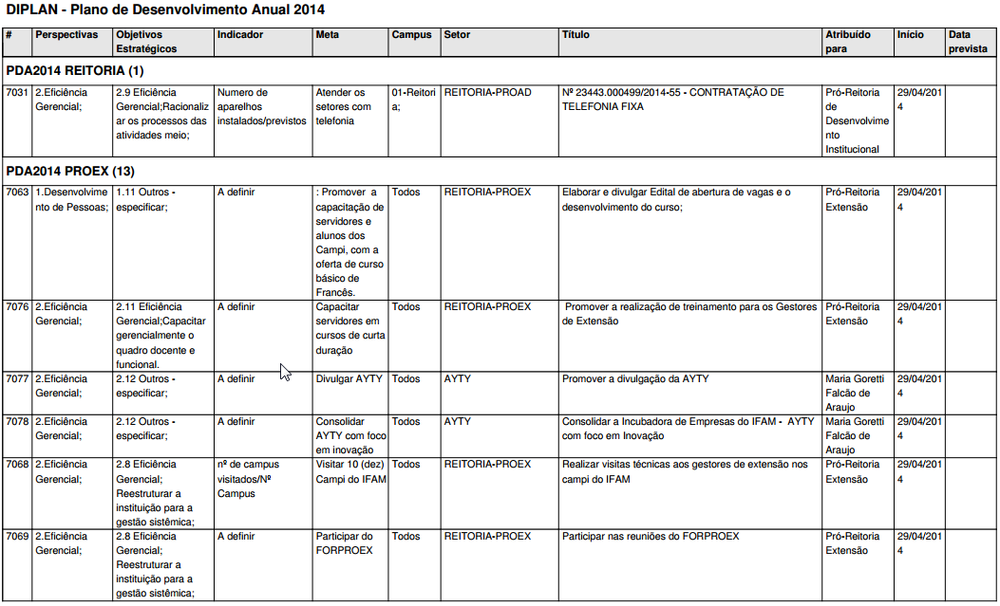 DIPLAN - Plano de Desenvolvimento Anual 2014
# Perspectivas Objetivos Estratégicos Indicador Meta Campus Setor Título Atribuído para Início Data prevista
PDA2014 REITORIA (1)
7031 2.Eficiência Gerencial; 2.9 Eficiência Gerencial;Racionalizar os processos das atividades meio; Numero de aparelhos instalados/previstos Atender os setores com telefonia 01-Reitoria; REITORIA-PROAD Nº 23443.000499/2014-55 - CONTRATAÇÃO DE TELEFONIA FIXA Pró-Reitoria de Desenvolvimento Institucional 29/04/2014
PDA2014 PROEX (13)
7063 1.Desenvolvimento de Pessoas; 1.11 Outros - especificar; A definir : Promover a capacitação de servidores e alunos dos Campi, com a oferta de curso básico de Francês. Todos REITORIA-PROEX Elaborar e divulgar Edital de abertura de vagas e o desenvolvimento do curso; Pró-Reitoria Extensão 29/04/2014
7076 2.Eficiência Gerencial; 2.11 Eficiência Gerencial;Capacitar gerencialmente o quadro docente e funcional. A definir Capacitar servidores em cursos de curta duração Todos REITORIA-PROEX Promover a realização de treinamento para os Gestores de Extensão Pró-Reitoria Extensão 29/04/2014
7077 2.Eficiência Gerencial; 2.12 Outros - especificar; A definir Divulgar AYTY Todos AYTY Promover a divulgação da AYTY Maria Goretti Falcão de Araujo 29/04/2014
7078 2.Eficiência Gerencial; 2.12 Outros - especificar; A definir Consolidar AYTY com foco em inovação Todos AYTY Consolidar a Incubadora de Empresas do IFAM - AYTY com foco em Inovação Maria Goretti Falcão de Araujo 29/04/2014
7068 2.Eficiência Gerencial; 2.8 Eficiência Gerencial; Reestruturar a instituição para a gestão sistêmica; nº de campus visitados/Nº Campus Visitar 10 (dez) Campi do IFAM Todos REITORIA-PROEX Realizar visitas técnicas aos gestores de extensão nos campi do IFAM Pró-Reitoria Extensão 29/04/2014
7069 2.Eficiência Gerencial; 2.8 Eficiência Gerencial; Reestruturar a instituição para a gestão sistêmica; A definir Participar do FORPROEX Todos REITORIA-PROEX Participar nas reuniões do FORPROEX Pró-Reitoria Extensão 29/04/2014